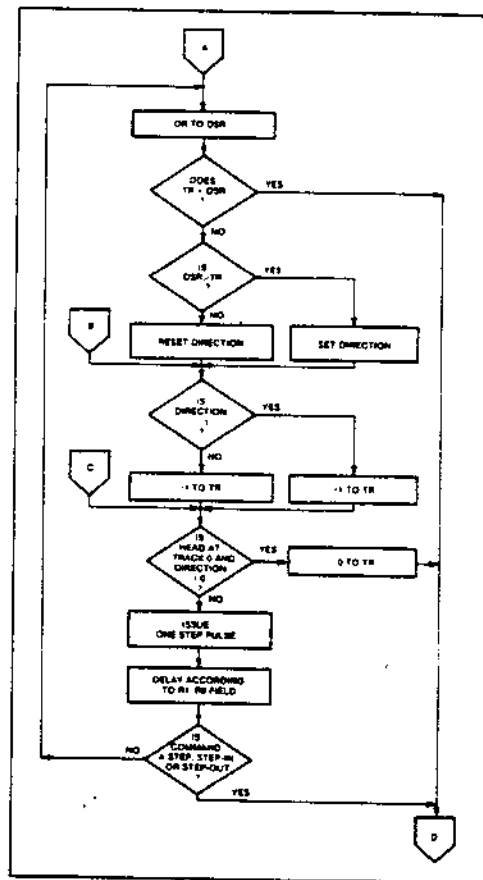 A
DR TO DSR
DOES
TR = DSR
?
YES
NO
IS
DSR > TR
?
YES
NO
B
RESET DIRECTION
SET DIRECTION
IS
DIRECTION
?
YES
NO
C
-1 TO TR
TO TR
IS
HEAD AT
TRACK 0 AND
DIRECTION
0
?
YES
0 TO TR
NO
ISSUE
ONE STEP PULSE
DELAY ACCORDING
TO R1 R0 FIELD
IS
COMMAND
A STEP, STEP-IN
OR STEP-OUT
?
NO
YES
D